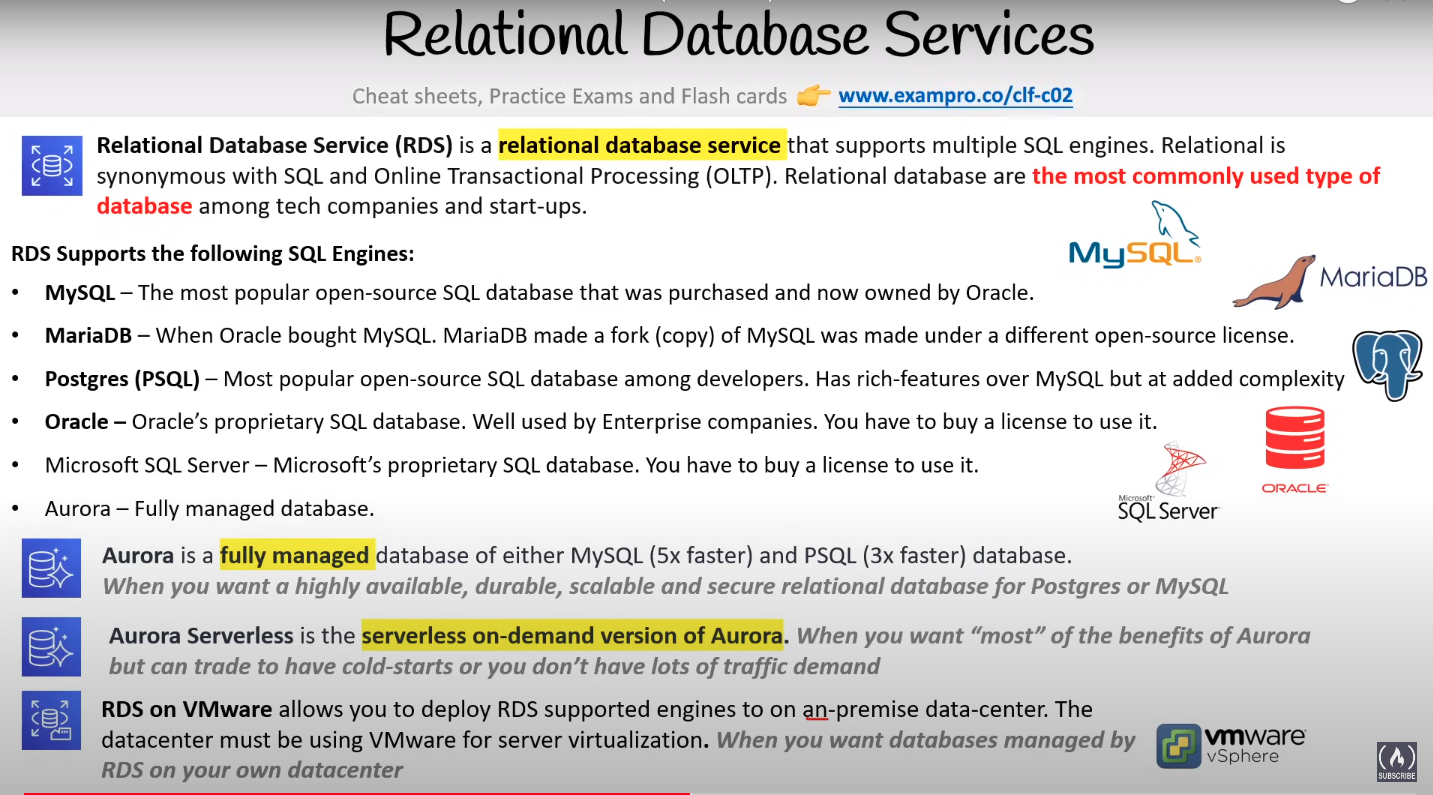 Relational Database Services
Cheat sheets, Practice Exams and Flash cards 👉 www.exampro.co/clf-c02
Relational Database Service (RDS) is a relational database service that supports multiple SQL engines. Relational is
synonymous with SQL and Online Transactional Processing (OLTP). Relational database are the most commonly used type of
database among tech companies and start-ups.
RDS Supports the following SQL Engines:
MySQL®
MariaDB
• MySQL – The most popular open-source SQL database that was purchased and now owned by Oracle.
• MariaDB – When Oracle bought MySQL. MariaDB made a fork (copy) of MySQL was made under a different open-source license.
• Postgres (PSQL) – Most popular open-source SQL database among developers. Has rich-features over MySQL but at added complexity
• Oracle – Oracle’s proprietary SQL database. Well used by Enterprise companies. You have to buy a license to use it.
• Microsoft SQL Server – Microsoft’s proprietary SQL database. You have to buy a license to use it.
ORACLE
• Aurora – Fully managed database.
Microsoft®
SQL Server
Aurora is a fully managed database of either MySQL (5x faster) and PSQL (3x faster) database.
When you want a highly available, durable, scalable and secure relational database for Postgres or MySQL
Aurora Serverless is the serverless on-demand version of Aurora. When you want “most” of the benefits of Aurora
but can trade to have cold-starts or you don’t have lots of traffic demand
RDS on VMware allows you to deploy RDS supported engines to on an-premise data-center. The
datacenter must be using VMware for server virtualization. When you want databases managed by
RDS on your own datacenter
vmware®
vSphere
SUBSCRIBE